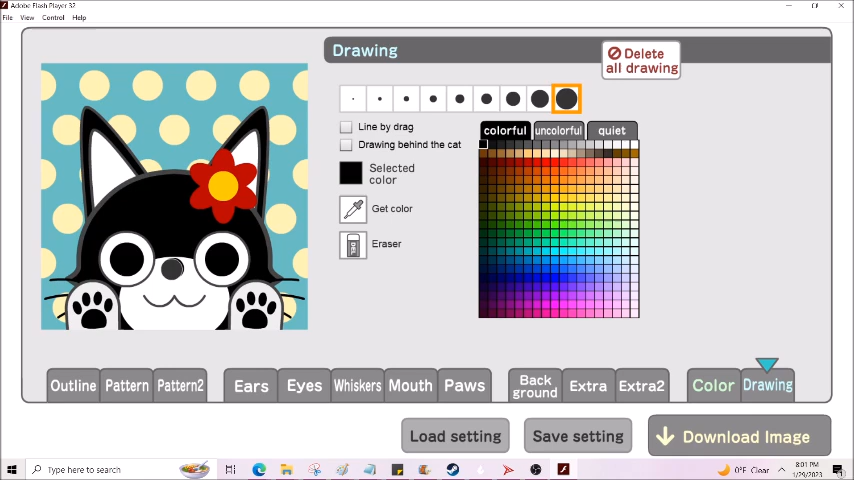 Adobe Flash Player 32
File View Control Help
Drawing
Delete
all drawing
Line by drag
Drawing behind the cat
colorful uncolorful quiet
Selected
color
Get color
DEL
Eraser
Outline Pattern Pattern2 Ears Eyes Whiskers Mouth Paws Back
ground Extra Extra2 Color Drawing
Load setting Save setting Download Image
Type here to search
0°F Clear
8:01 PM
1/29/2023